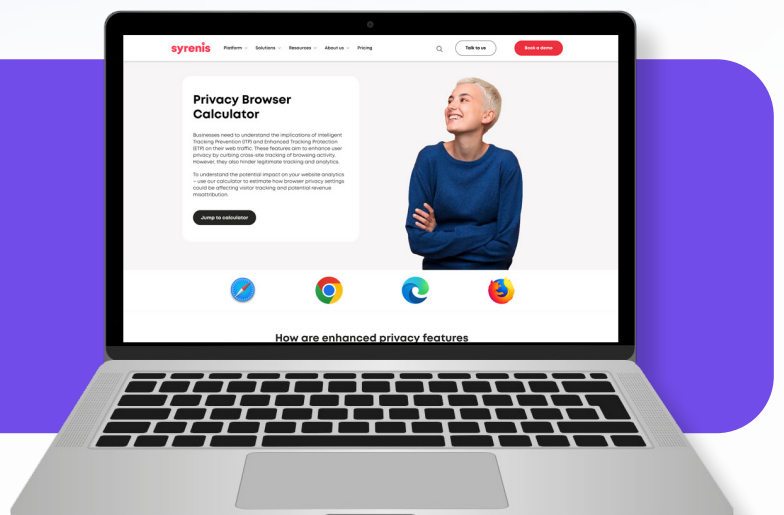 syrenis
Platform Solutions Resources About us Pricing
Talk to us
Book a demo
Privacy Browser
Calculator
Businesses need to understand the implications of Intelligent
Tracking Prevention (ITP) and Enhanced Tracking Protection
(ETP) on their web traffic. These features aim to enhance user
privacy by curbing cross-site tracking of browsing activity.
However, they also hinder legitimate tracking and analytics.
To understand the potential impact on your website analytics
– use our calculator to estimate how browser privacy settings
could be affecting visitor tracking and potential revenue
misattribution.
Jump to calculator
How are enhanced privacy features